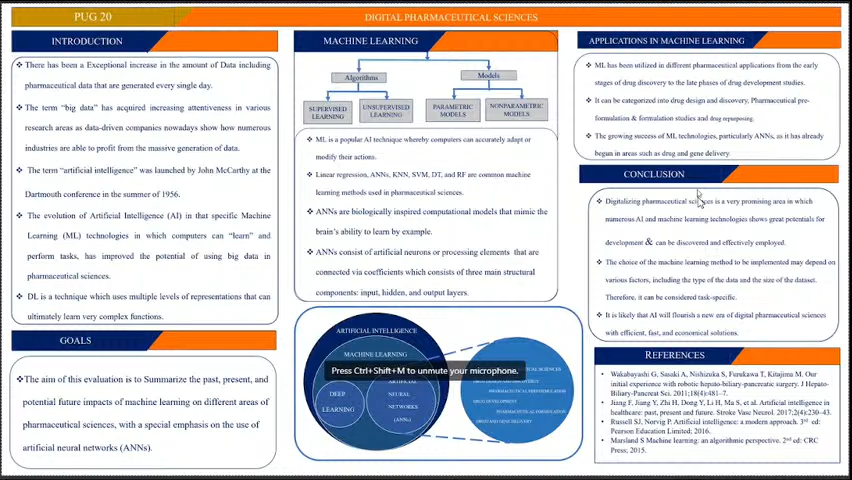 PUG 20
DIGITAL PHARMACEUTICAL SCIENCES
INTRODUCTION
❖ There has been a Exceptional increase in the amount of Data including
pharmaceutical data that are generated every single day.
❖ The term "big data" has acquired increasing attentiveness in various
research areas as data-driven companies nowadays show how numerous
industries are able to profit from the massive generation of data.
❖ The term "artificial intelligence" was launched by John McCarthy at the
Dartmouth conference in the summer of 1956.
❖ The evolution of Artificial Intelligence (AI) in that specific Machine
Learning (ML) technologies in which computers can "learn" and
perform tasks, has improved the potential of using big data in
pharmaceutical sciences.
❖ DL is a technique which uses multiple levels of representations that can
ultimately learn very complex functions.
GOALS
❖The aim of this evaluation is to Summarize the past, present, and
potential future impacts of machine learning on different areas of
pharmaceutical sciences, with a special emphasis on the use of
artificial neural networks (ANNs).
MACHINE LEARNING
Algorithms
Models
SUPERVISED
LEARNING
UNSUPERVISED
LEARNING
PARAMETRIC
MODELS
NONPARAMETRIC
MODELS
❖ ML is a popular AI technique whereby computers can accurately adapt or
modify their actions.
❖ Linear regression, ANNs, KNN, SVM, DT, and RF are common machine
learning methods used in pharmaceutical sciences.
❖ ANNs are biologically inspired computational models that mimic the
brain's ability to learn by example.
❖ ANNs consist of artificial neurons or processing elements that are
connected via coefficients which consists of three main structural
components: input, hidden, and output layers.
ARTIFICIAL INTELLIGENCE
MACHINE LEARNING
DEEP
LEARNING
ARTIFICIAL
NEURAL
NETWORKS
(ANNs)
SCIENCES
PHARMACEUTICAL PREFORMULATION
DRUG DEVELOPMENT
PHARMACEUTICAL FORMULATION
DRUG AND GENE DELIVERY
Press Ctrl+Shift+M to unmute your microphone.
APPLICATIONS IN MACHINE LEARNING
❖ ML has been utilized in different pharmaceutical applications from the early
stages of drug discovery to the late phases of drug development studies.
❖ It can be categorized into drug design and discovery, Pharmaceutical pre-
formulation & formulation studies and drug repurposing.
❖ The growing success of ML technologies, particularly ANNs, as it has already
begun in areas such as drug and gene delivery.
CONCLUSION
❖ Digitalizing pharmaceutical sciences is a very promising area in which
numerous AI and machine learning technologies shows great potentials for
development & can be discovered and effectively employed.
❖ The choice of the machine learning method to be implemented may depend on
various factors, including the type of the data and the size of the dataset.
Therefore, it can be considered task-specific.
❖ It is likely that AI will flourish a new era of digital pharmaceutical sciences
with efficient, fast, and economical solutions.
REFERENCES
• Wakabayashi G, Sasaki A, Nishizuka S, Furukawa T, Kitajima M. Our
initial experience with robotic hepato-biliary-pancreatic surgery. J Hepato-
Biliary-Pancreat Sci. 2011;18(4):481–7.
• Jiang F, Jiang Y, Zhi H, Dong Y, Li H, Ma S, et al. Artificial intelligence in
healthcare: past, present and future. Stroke Vasc Neurol. 2017;2(4):230–43.
• Russell SJ, Norvig P. Artificial intelligence: a modern approach. 3rd ed:
Pearson Education Limited; 2016.
• Marsland S Machine learning: an algorithmic perspective. 2nd ed: CRC
Press; 2015.